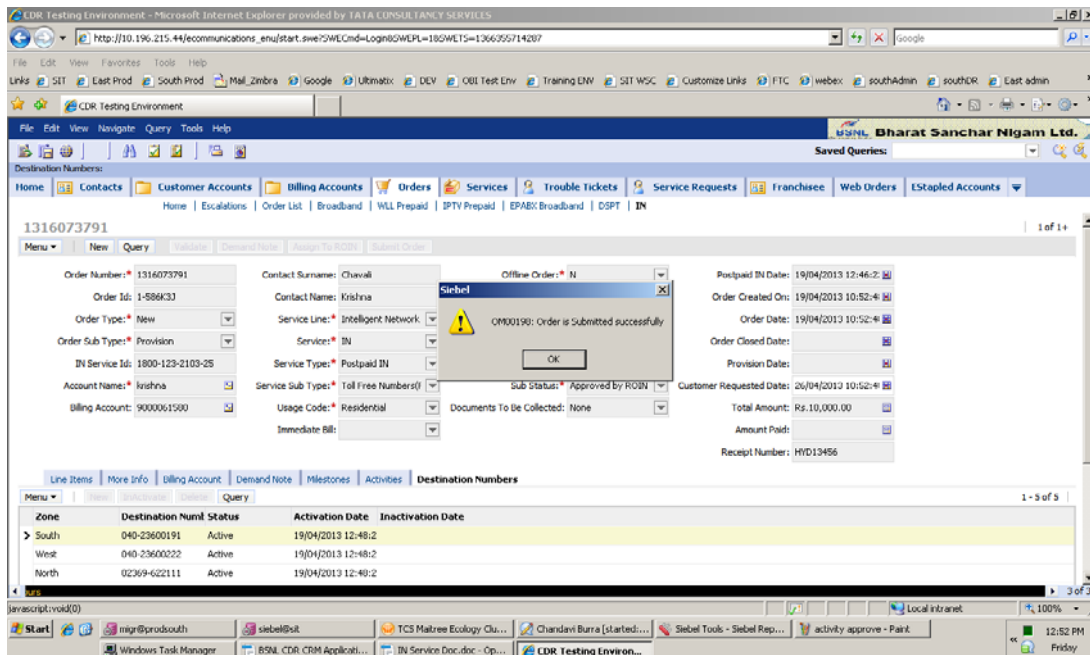 CDR Testing Environment - Microsoft Internet Explorer provided by TATA CONSULTANCY SERVICES
http://10.196.215.44/ecommunications_enu/start.swe?SWECmd=Login&SWEPL=1&SWETS=1366355714287
Google
File Edit View Favorites Tools Help
Links SIT East Prod South Prod Mail_Zimbra Google Ultimatix DEV OBI Test Env Training ENV SIT WSC Customize Links FTC webex southAdmin southDR East admin
CDR Testing Environment
File Edit View Navigate Query Tools Help
BSNL Bharat Sanchar Nigam Ltd.
Saved Queries:
Destination Numbers:
Home Contacts Customer Accounts Billing Accounts Orders Services Trouble Tickets Service Requests Franchisee Web Orders EStapled Accounts
Home | Escalations | Order List | Broadband | WLL Prepaid | IPTV Prepaid | EPABX Broadband | DSPT | IN
1316073791
1 of 1+
Menu New Query Validate Demand Note Assign To ROIN Submit Order
Order Number:* 1316073791 Contact Surname: Chavali Offline Order:* N Postpaid IN Date: 19/04/2013 12:46:2
Order Id: 1-586K3J Contact Name: Krishna Order Created On: 19/04/2013 10:52:4
Order Type:* New Service Line:* Intelligent Network Order Date: 19/04/2013 10:52:4
Order Sub Type:* Provision Service:* IN Order Closed Date:
IN Service Id: 1800-123-2103-25 Service Type:* Postpaid IN Provision Date:
Account Name:* krishna Service Sub Type:* Toll Free Numbers( Sub Status:* Approved by ROIN Customer Requested Date: 26/04/2013 10:52:4
Billing Account: 9000061500 Usage Code:* Residential Documents To Be Collected: None Total Amount: Rs.10,000.00
Immediate Bill: Amount Paid:
Receipt Number: HYD13456
Siebel
OM00190: Order is Submitted successfully
OK
Line Items More Info Billing Account Demand Note Milestones Activities Destination Numbers
Menu New InActivate Delete Query
1 - 5 of 5
Zone Destination Numb Status Activation Date Inactivation Date
South 040-23600191 Active 19/04/2013 12:48:2
West 040-23600222 Active 19/04/2013 12:48:2
North 02369-622111 Active 19/04/2013 12:48:2
ours
3 of 3
javascript:void(0)
Local intranet
100%
Start migr@prodsouth siebel@sit TCS Maitree Ecology Clu... Chandavi Burra [started:... Siebel Tools - Siebel Rep... activity approve - Paint
12:52 PM
Windows Task Manager BSNL CDR CRM Applicati... IN Service Doc.doc - Op... CDR Testing Environ...
Friday